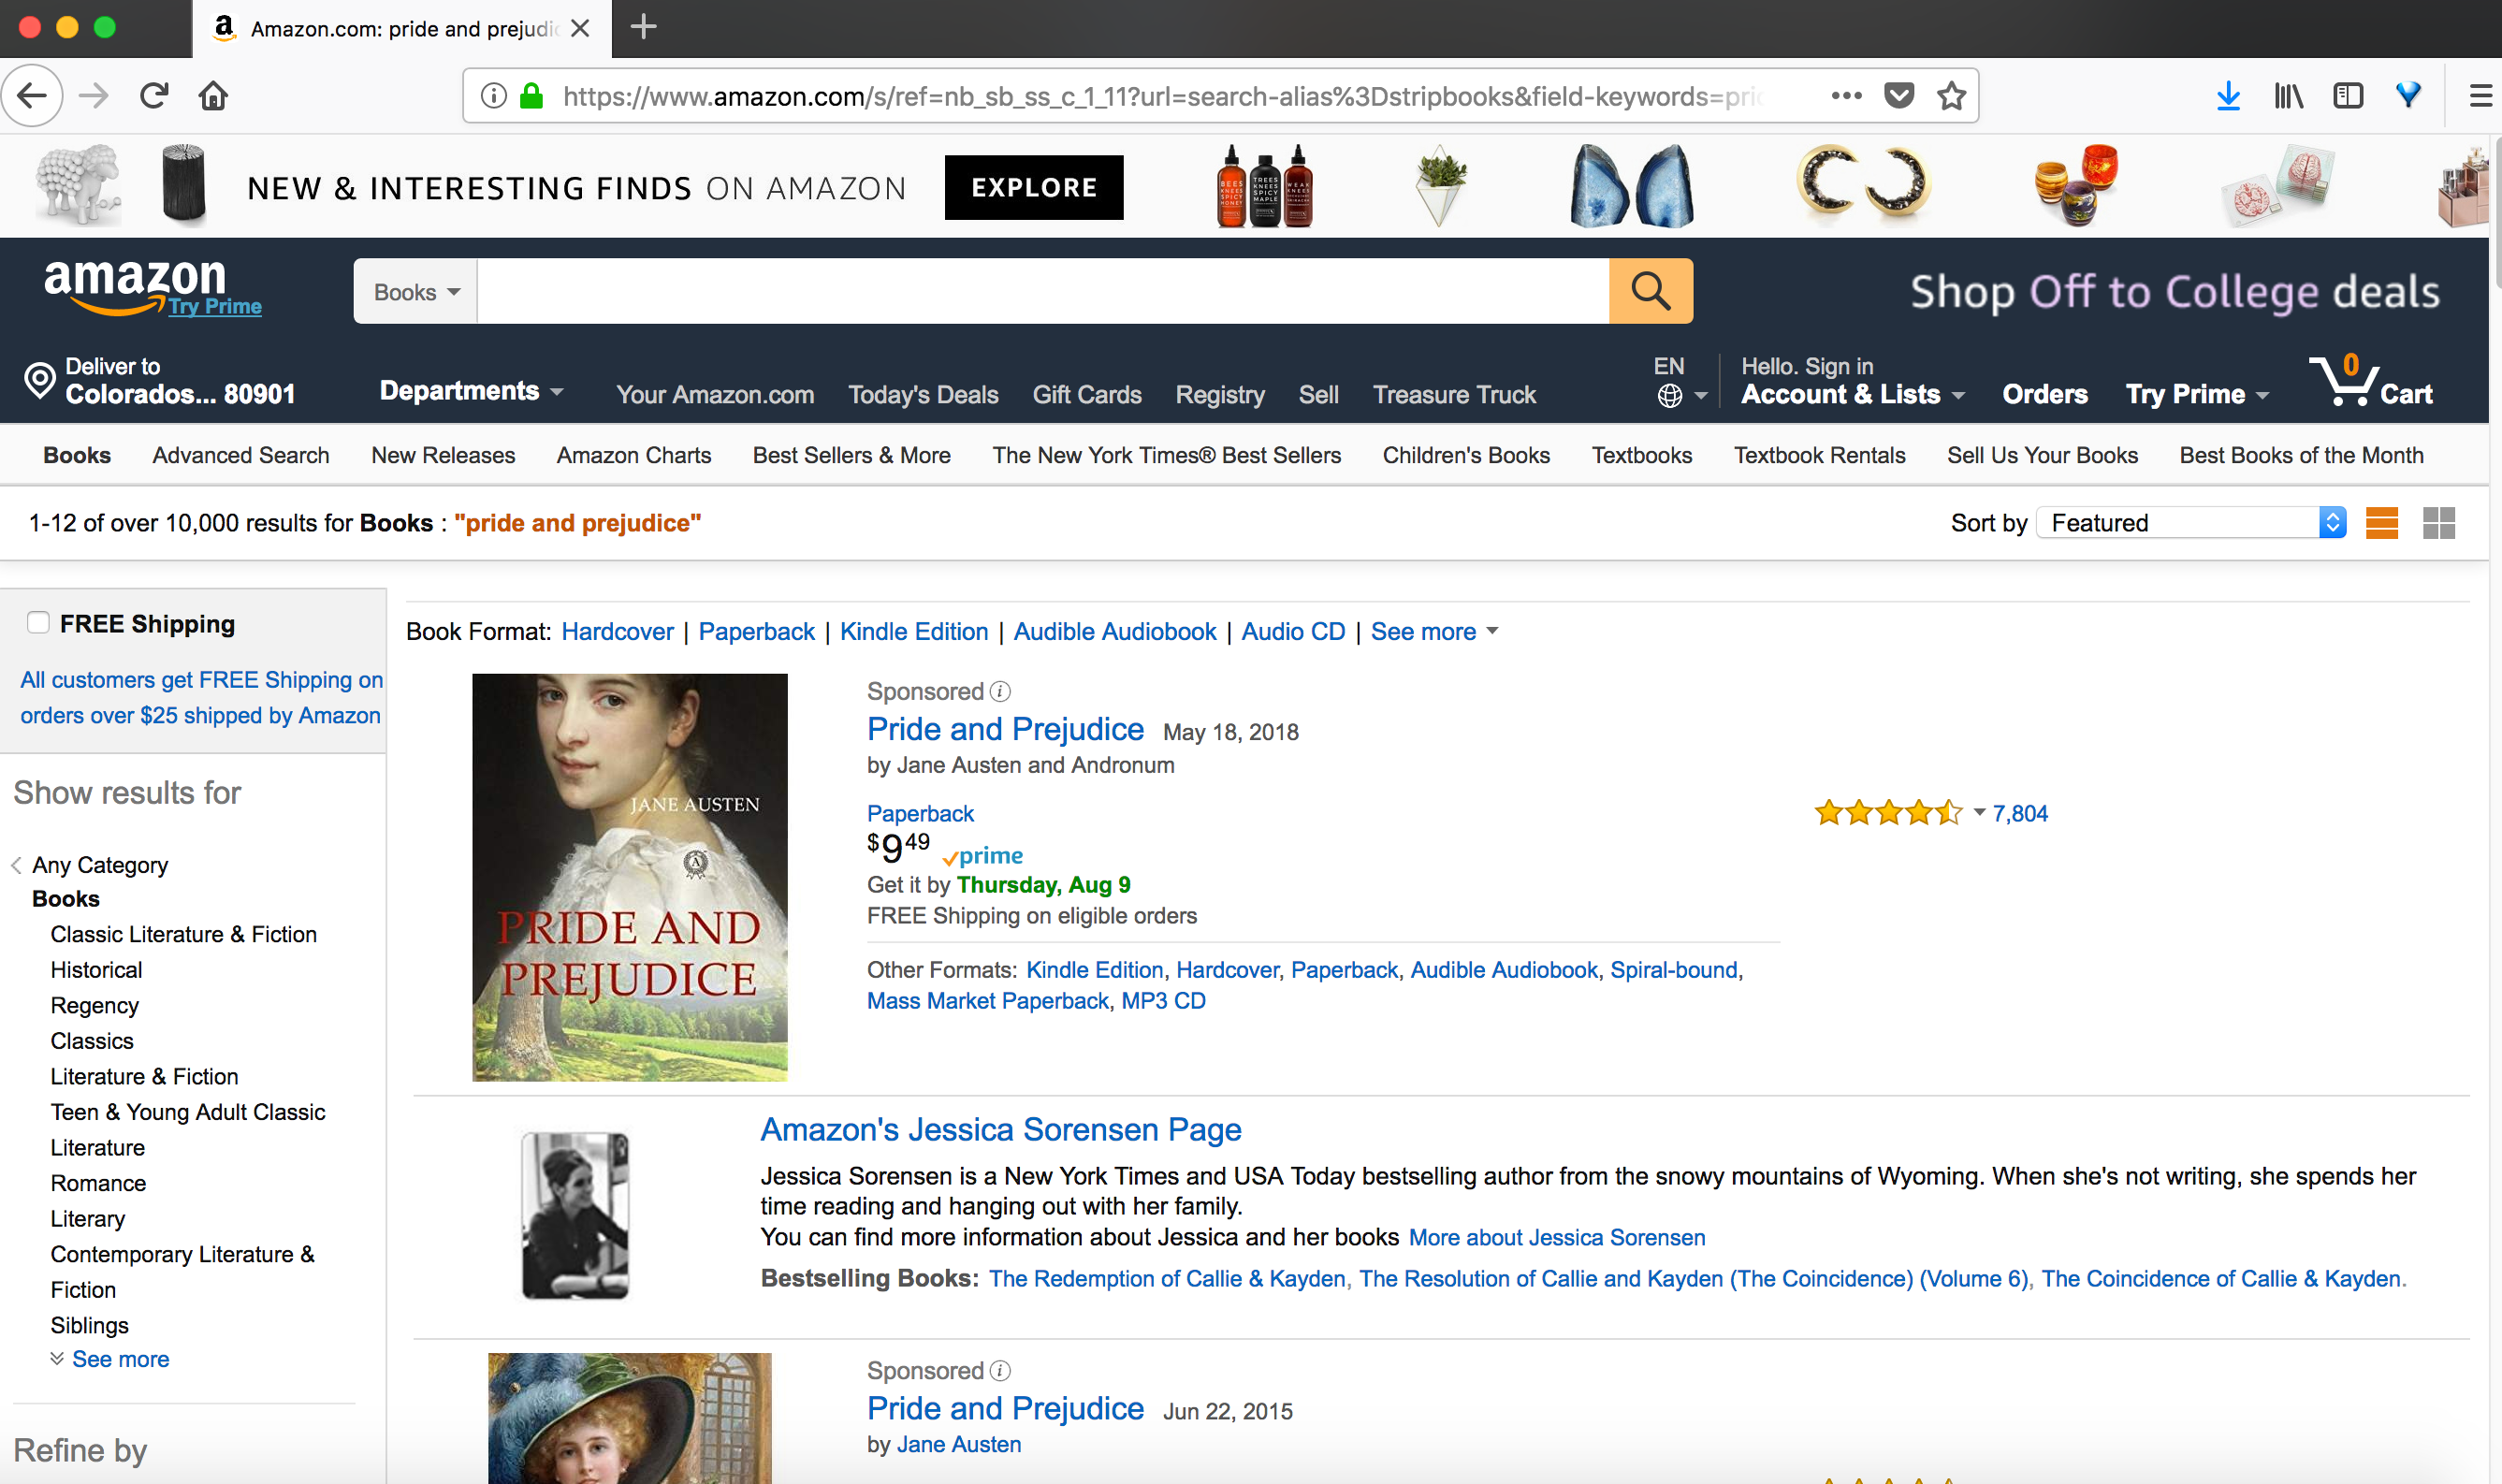 Amazon.com: pride and prejudi
https://www.amazon.com/s/ref=nb_sb_ss_c_1_11?url=search-alias%3Dstripbooks&field-keywords=pri
NEW & INTERESTING FINDS ON AMAZON
EXPLORE
BEES KNEES SPICY HONEY
TREES KNEES SPICY MAPLE
WEAK KNEES
amazon
Try Prime
Books
Shop Off to College deals
Deliver to
Colorados... 80901
Departments
Your Amazon.com Today's Deals Gift Cards Registry Sell Treasure Truck
EN
Hello. Sign in
Account & Lists
Orders
Try Prime
0
Cart
Books Advanced Search New Releases Amazon Charts Best Sellers & More The New York Times® Best Sellers Children's Books Textbooks Textbook Rentals Sell Us Your Books Best Books of the Month
1-12 of over 10,000 results for Books : "pride and prejudice"
Sort by Featured
FREE Shipping
All customers get FREE Shipping on
orders over $25 shipped by Amazon
Show results for
Any Category
Books
Classic Literature & Fiction
Historical
Regency
Classics
Literature & Fiction
Teen & Young Adult Classic
Literature
Romance
Literary
Contemporary Literature &
Fiction
Siblings
See more
Refine by
Book Format: Hardcover | Paperback | Kindle Edition | Audible Audiobook | Audio CD | See more
JANE AUSTEN
PRIDE AND
PREJUDICE
Sponsored
Pride and Prejudice May 18, 2018
by Jane Austen and Andronum
Paperback
$9 49 prime
Get it by Thursday, Aug 9
FREE Shipping on eligible orders
7,804
Other Formats: Kindle Edition, Hardcover, Paperback, Audible Audiobook, Spiral-bound,
Mass Market Paperback, MP3 CD
Amazon's Jessica Sorensen Page
Jessica Sorensen is a New York Times and USA Today bestselling author from the snowy mountains of Wyoming. When she's not writing, she spends her
time reading and hanging out with her family.
You can find more information about Jessica and her books More about Jessica Sorensen
Bestselling Books: The Redemption of Callie & Kayden, The Resolution of Callie and Kayden (The Coincidence) (Volume 6), The Coincidence of Callie & Kayden.
Sponsored
Pride and Prejudice Jun 22, 2015
by Jane Austen